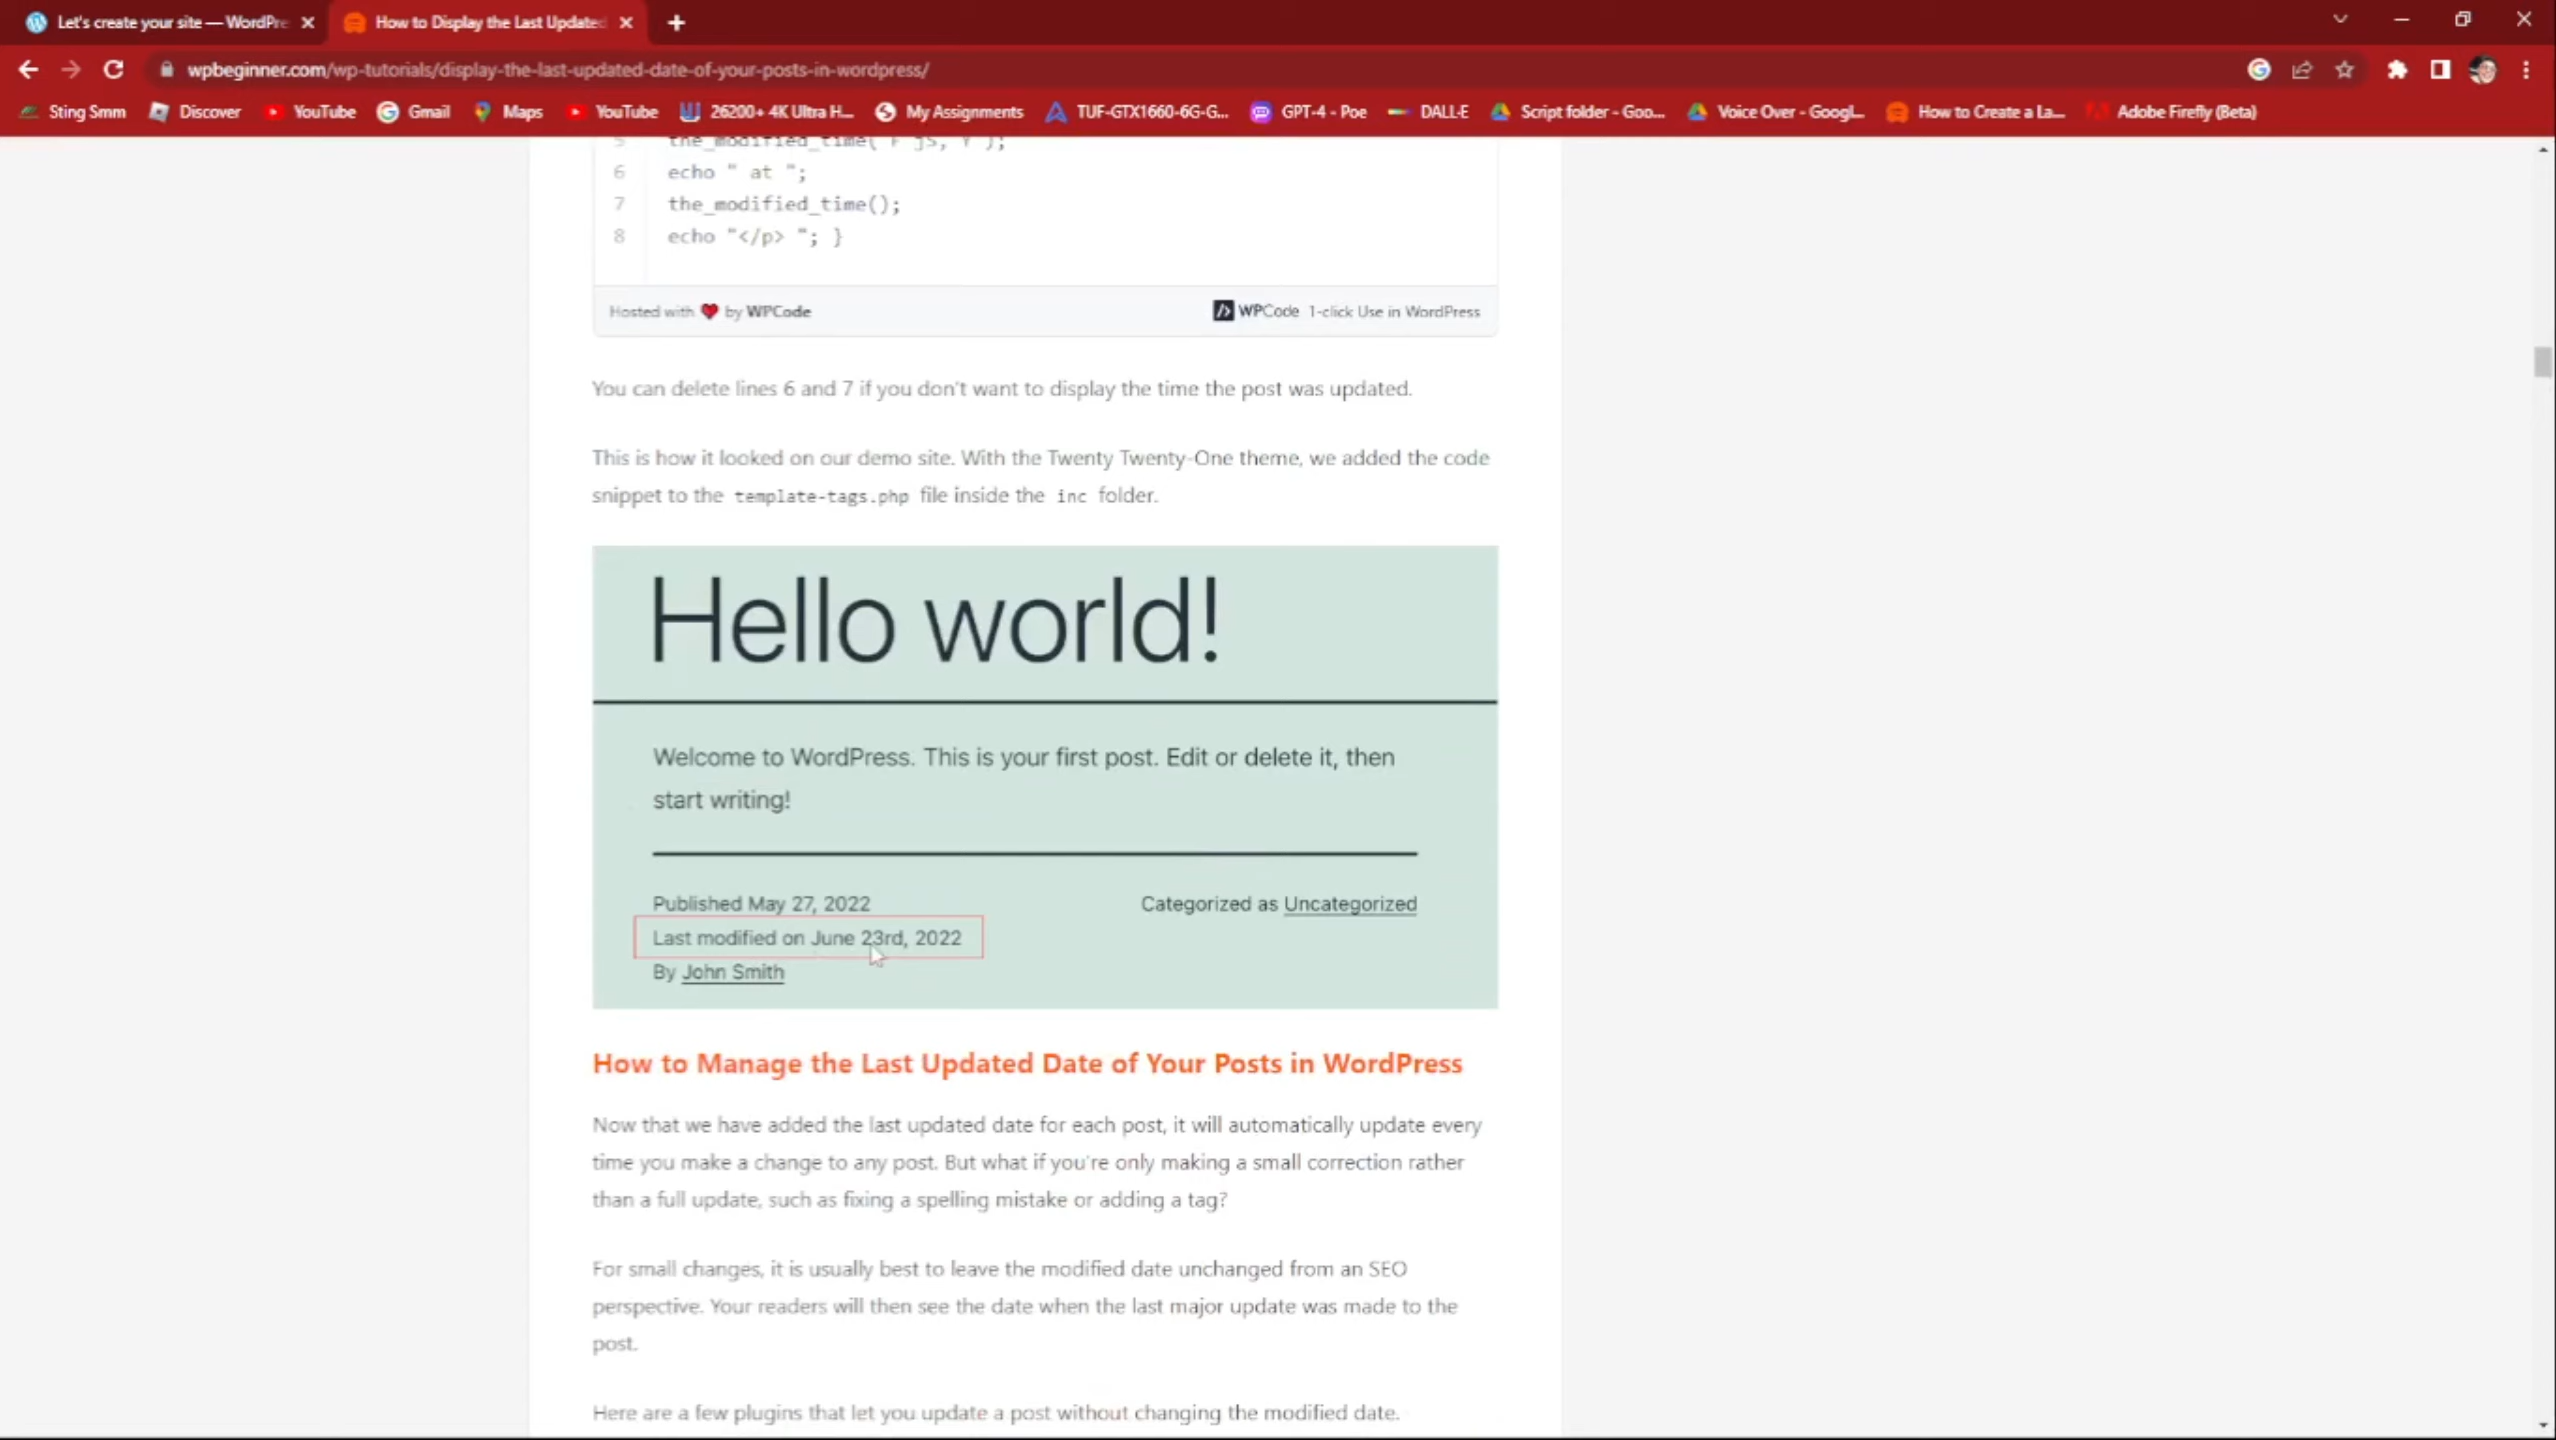 Let's create your site — WordPre
How to Display the Last Updated
wpbeginner.com/wp-tutorials/display-the-last-updated-date-of-your-posts-in-wordpress/
Sting Smm
Discover
YouTube
Gmail
Maps
YouTube
26200+ 4K Ultra H...
My Assignments
TUF-GTX1660-6G-G...
GPT-4 - Poe
DALL·E
Script folder - Goo...
Voice Over - Googl...
How to Create a La...
Adobe Firefly (Beta)
5 the_modified_time('F jS, Y');
6 echo " at ";
7 the_modified_time();
8 echo "</p> "; }
Hosted with ❤ by WPCode
WPCode 1-click Use in WordPress
You can delete lines 6 and 7 if you don't want to display the time the post was updated.
This is how it looked on our demo site. With the Twenty Twenty-One theme, we added the code
snippet to the template-tags.php file inside the inc folder.
Hello world!
Welcome to WordPress. This is your first post. Edit or delete it, then
start writing!
Published May 27, 2022
Categorized as Uncategorized
Last modified on June 23rd, 2022
By John Smith
How to Manage the Last Updated Date of Your Posts in WordPress
Now that we have added the last updated date for each post, it will automatically update every
time you make a change to any post. But what if you're only making a small correction rather
than a full update, such as fixing a spelling mistake or adding a tag?
For small changes, it is usually best to leave the modified date unchanged from an SEO
perspective. Your readers will then see the date when the last major update was made to the
post.
Here are a few plugins that let you update a post without changing the modified date.